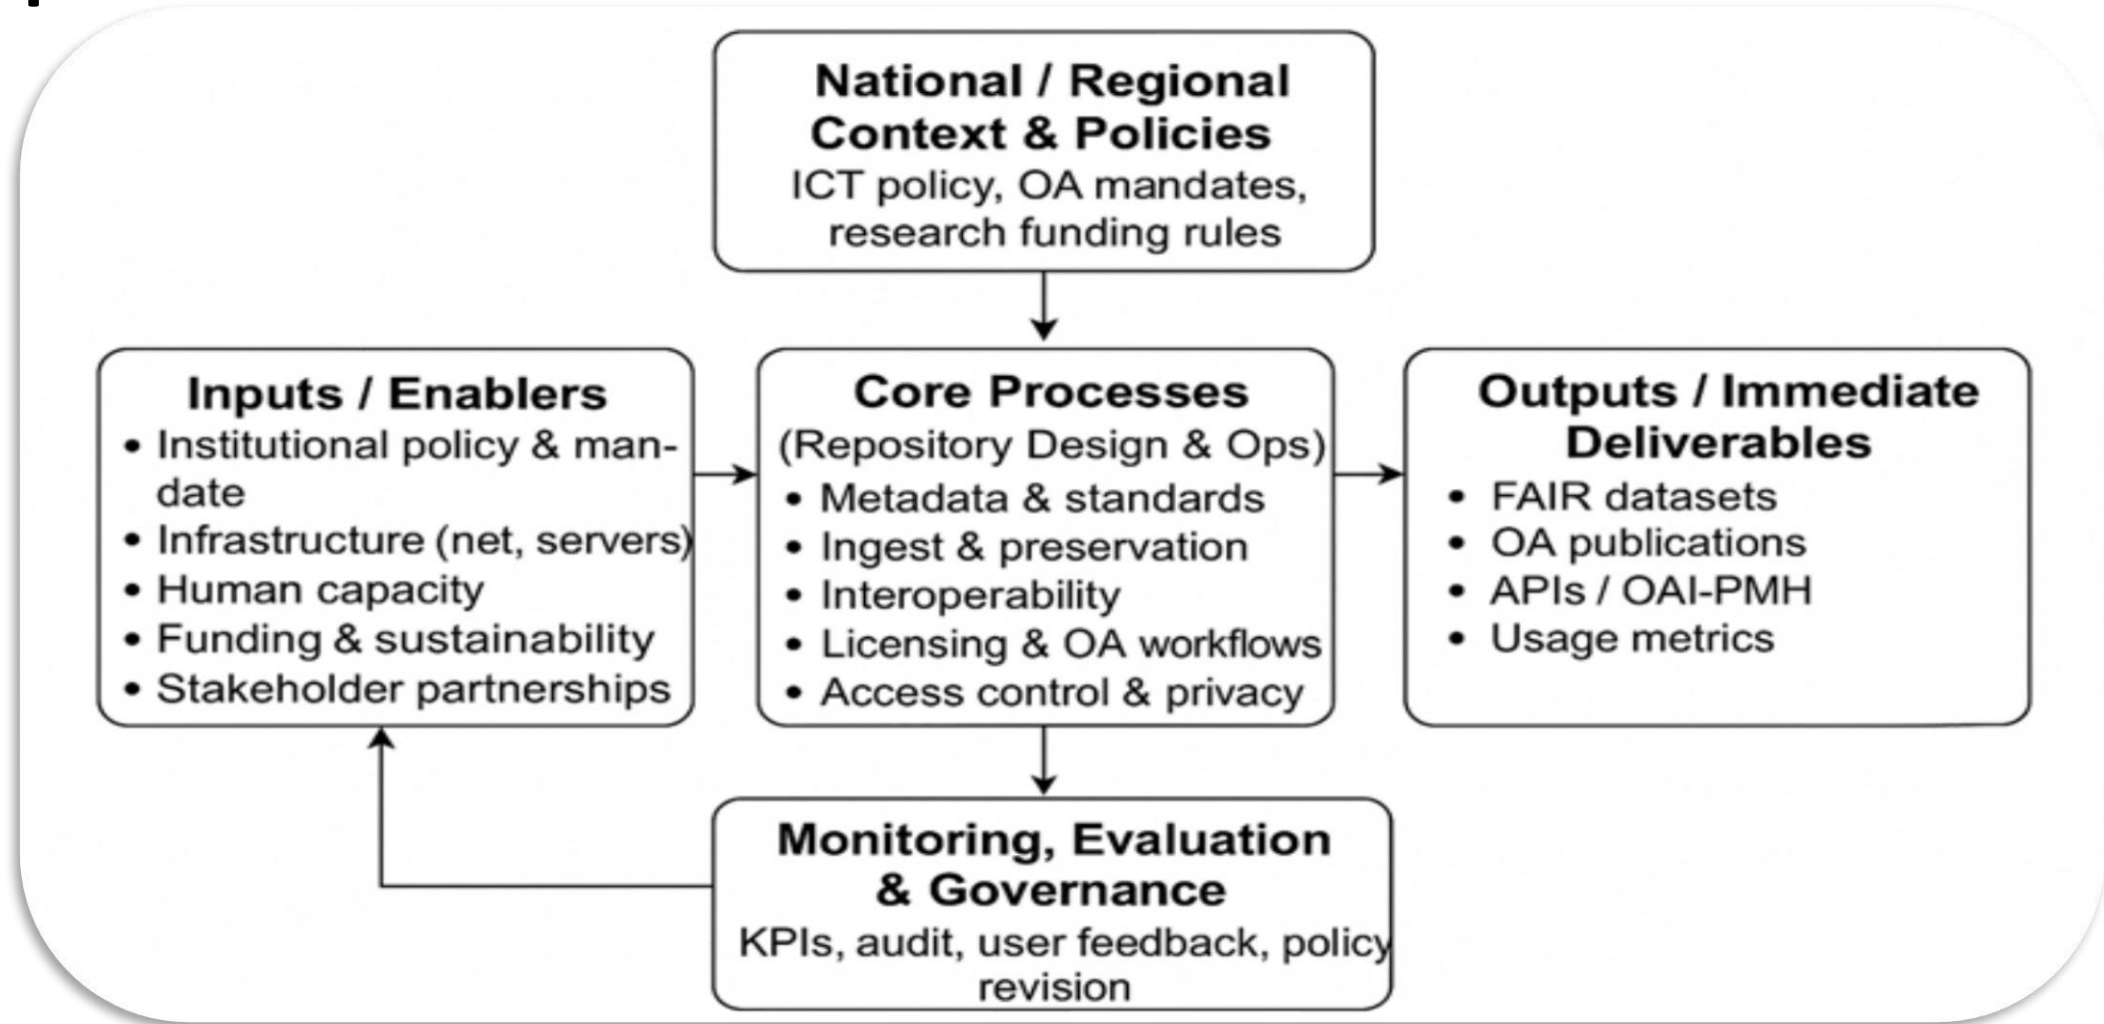 National / Regional
Context & Policies
ICT policy, OA mandates,
research funding rules
Inputs / Enablers
• Institutional policy & man-
date
• Infrastructure (net, servers)
• Human capacity
• Funding & sustainability
• Stakeholder partnerships
Core Processes
(Repository Design & Ops)
• Metadata & standards
• Ingest & preservation
• Interoperability
• Licensing & OA workflows
• Access control & privacy
Outputs / Immediate
Deliverables
• FAIR datasets
• OA publications
• APIs / OAI-PMH
• Usage metrics
Monitoring, Evaluation
& Governance
KPIs, audit, user feedback, policy
revision